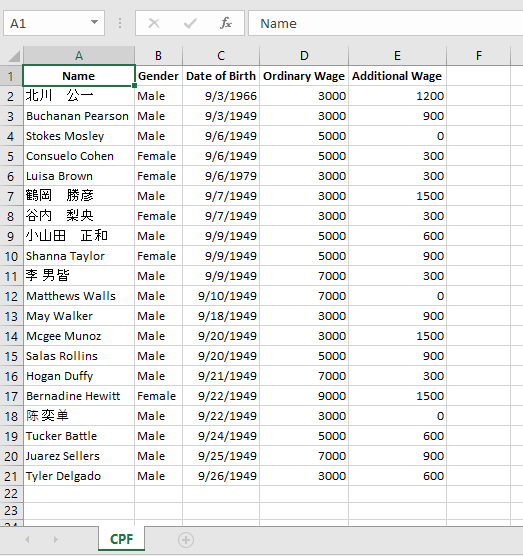 A1 Name
A B C D E F
1 Name Gender Date of Birth Ordinary Wage Additional Wage
2 北川　公一 Male 9/3/1966 3000 1200
3 Buchanan Pearson Male 9/3/1949 3000 900
4 Stokes Mosley Male 9/6/1949 5000 0
5 Consuelo Cohen Female 9/6/1949 5000 300
6 Luisa Brown Female 9/6/1979 3000 300
7 鶴岡　勝彦 Male 9/7/1949 3000 1500
8 谷内　梨央 Female 9/7/1949 3000 300
9 小山田　正和 Male 9/9/1949 5000 600
10 Shanna Taylor Female 9/9/1949 5000 900
11 李 男皆 Male 9/9/1949 7000 300
12 Matthews Walls Male 9/10/1949 7000 0
13 May Walker Male 9/18/1949 3000 900
14 Mcgee Munoz Male 9/20/1949 3000 1500
15 Salas Rollins Male 9/20/1949 5000 900
16 Hogan Duffy Male 9/21/1949 7000 300
17 Bernadine Hewitt Female 9/22/1949 9000 1500
18 陈 奕单 Male 9/22/1949 3000 0
19 Tucker Battle Male 9/24/1949 5000 600
20 Juarez Sellers Male 9/25/1949 7000 900
21 Tyler Delgado Male 9/26/1949 3000 600
22
23
CPF